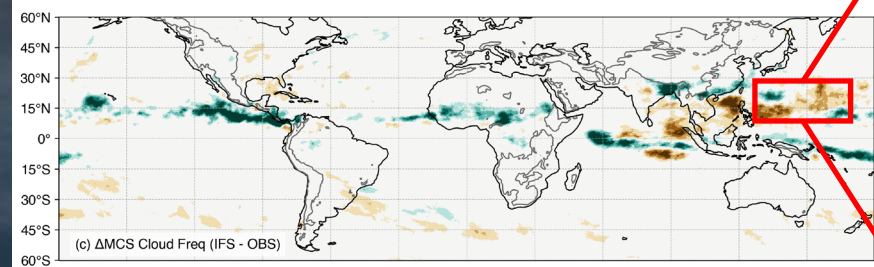 60°N
45°N
30°N
15°N
0°
15°S
30°S
45°S
60°S
(c) ΔMCS Cloud Freq (IFS - OBS)